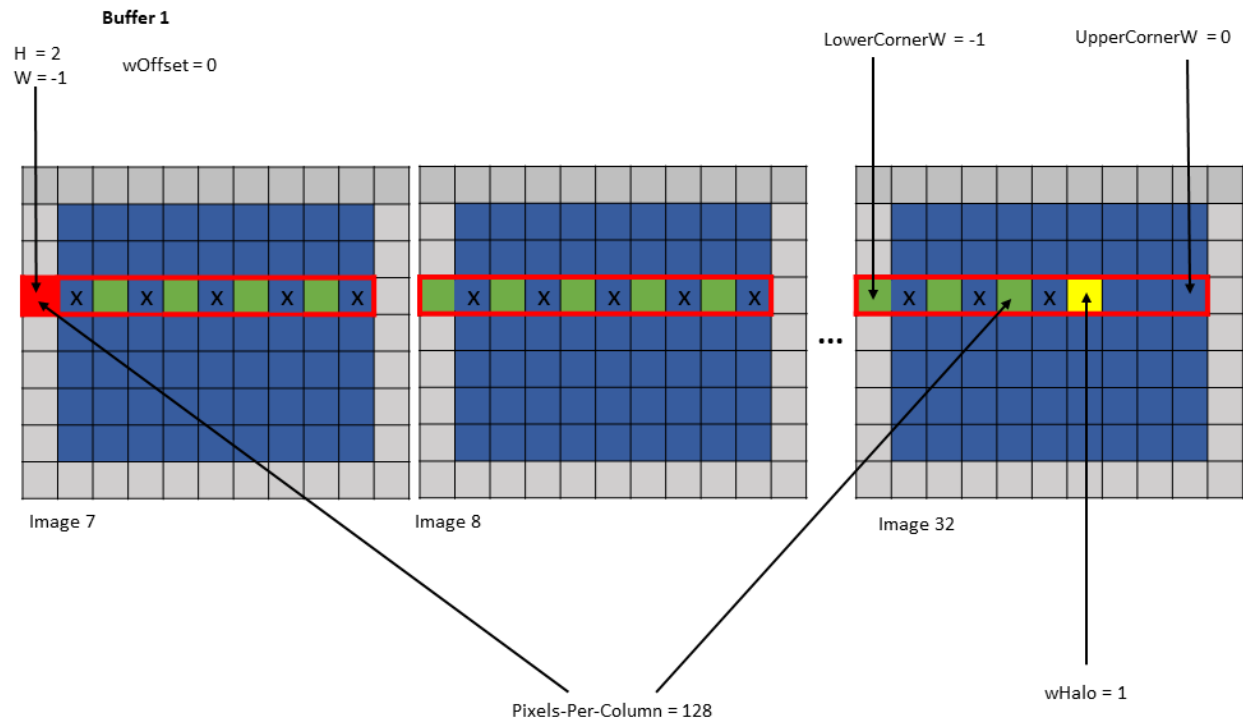 Buffer 1
H = 2
W = -1
wOffset = 0
LowerCornerW = -1
UpperCornerW = 0
X X X X X
X X X X X
X X X
...
Image 7
Image 8
Image 32
Pixels-Per-Column = 128
wHalo = 1